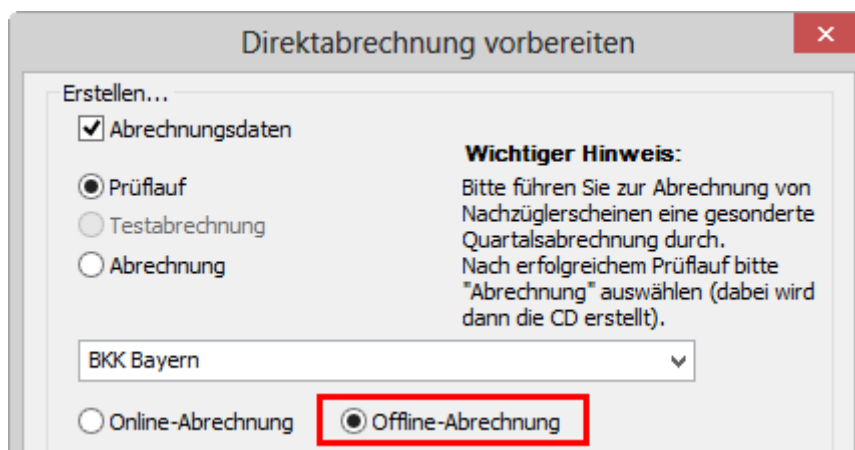 Direktabrechnung vorbereiten
Erstellen...
Abrechnungsdaten
Prüflauf
Testabrechnung
Abrechnung
Wichtiger Hinweis:
Bitte führen Sie zur Abrechnung von
Nachzüglerscheinen eine gesonderte
Quartalsabrechnung durch.
Nach erfolgreichem Prüflauf bitte
"Abrechnung" auswählen (dabei wird
dann die CD erstellt).
BKK Bayern
Online-Abrechnung
Offline-Abrechnung